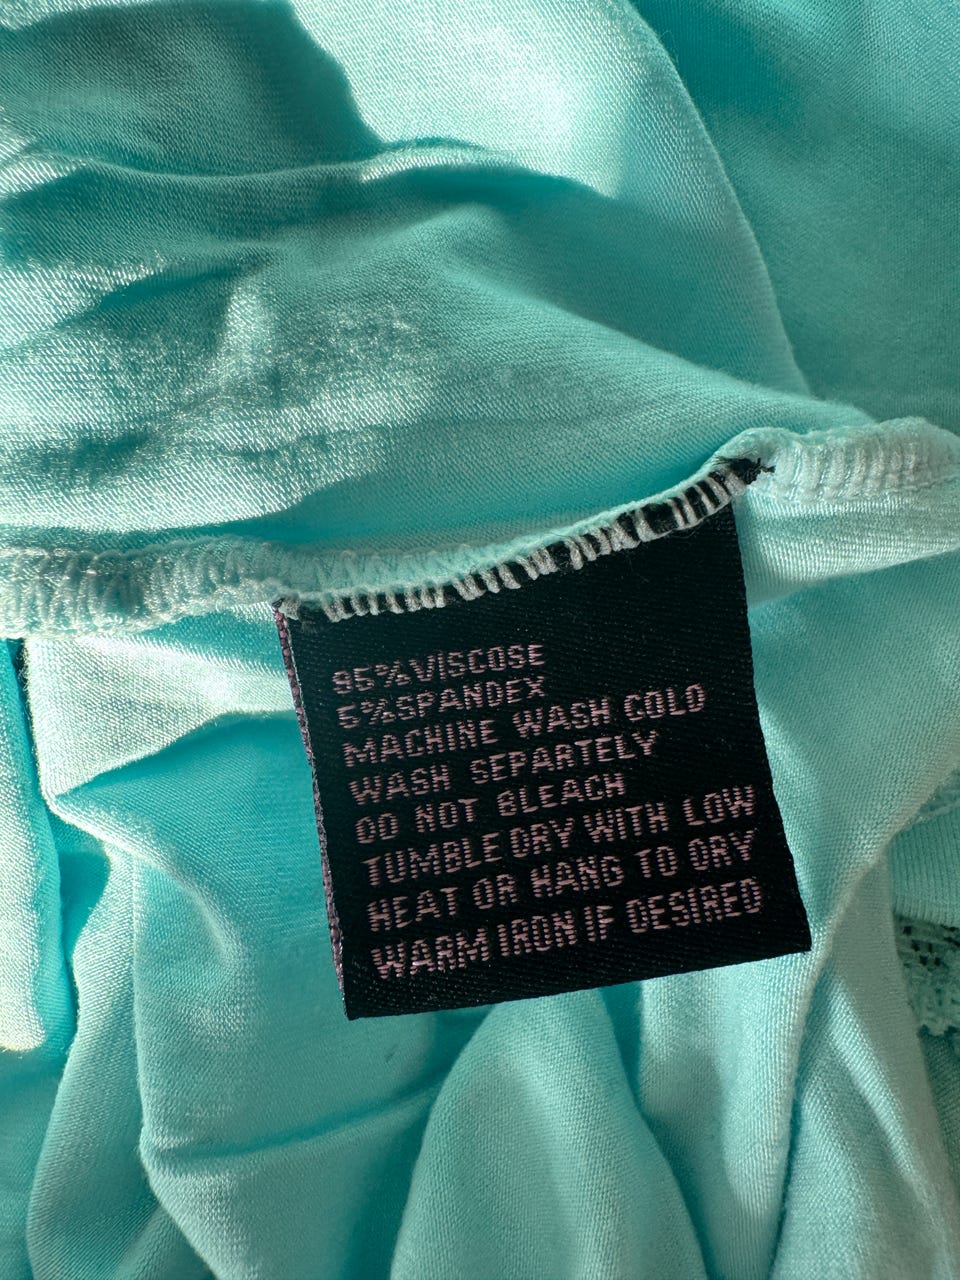 95%VISCOSE
5%SPANDEX
MACHINE WASH COLD
WASH SEPARTELY
DO NOT BLEACH
TUMBLE DRY WITH LOW
HEAT OR HANG TO DRY
WARM IRON IF DESIRED